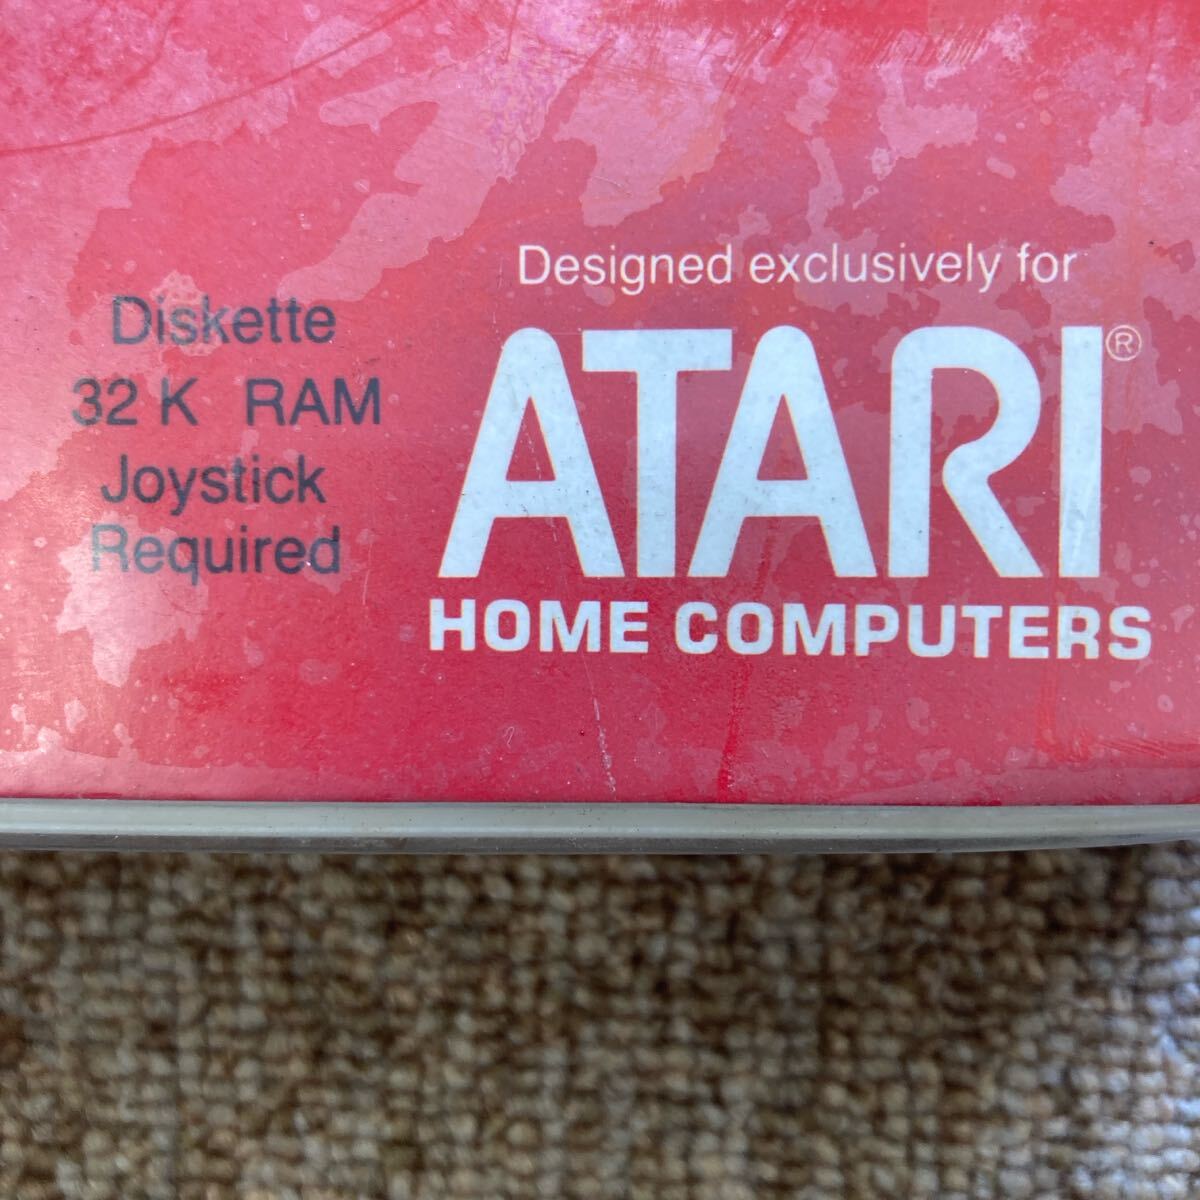 Diskette
32 K RAM
Joystick
Required
Designed exclusively for
ATARI®
HOME COMPUTERS